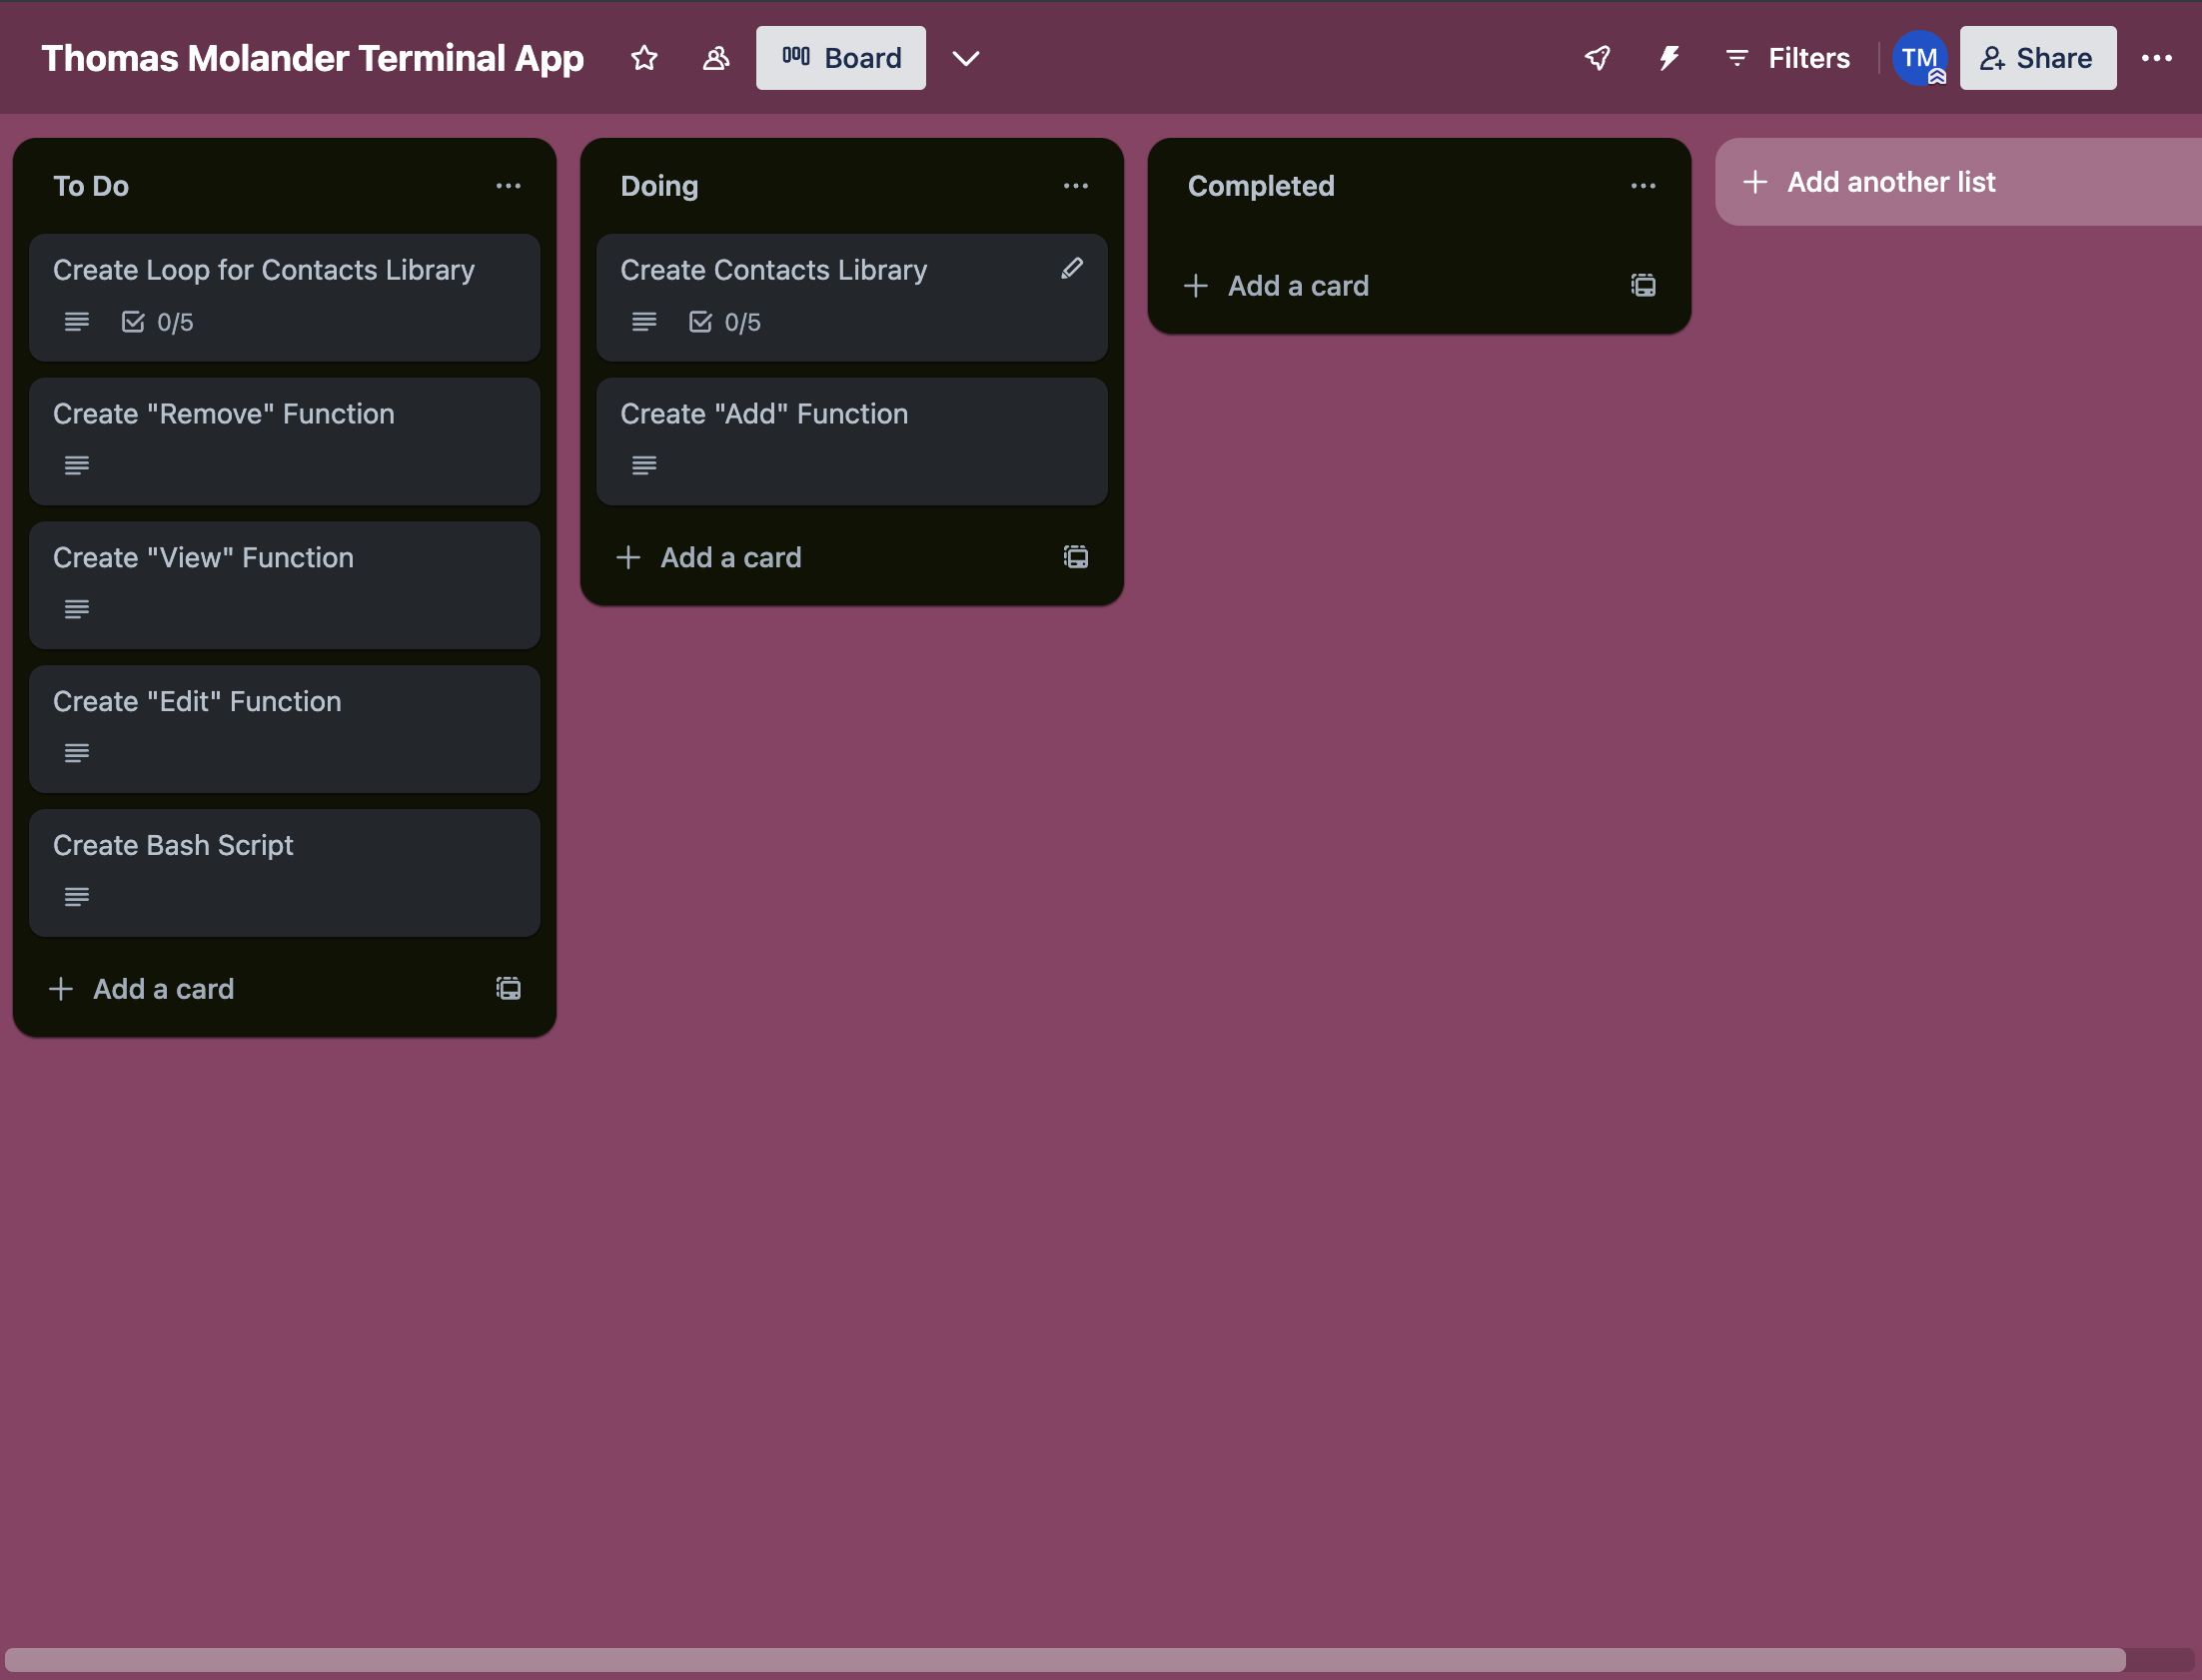 Thomas Molander Terminal App
Board
Filters
TM
Share
To Do
Create Loop for Contacts Library
0/5
Create "Remove" Function
Create "View" Function
Create "Edit" Function
Create Bash Script
Add a card
Doing
Create Contacts Library
0/5
Create "Add" Function
Add a card
Completed
Add a card
Add another list